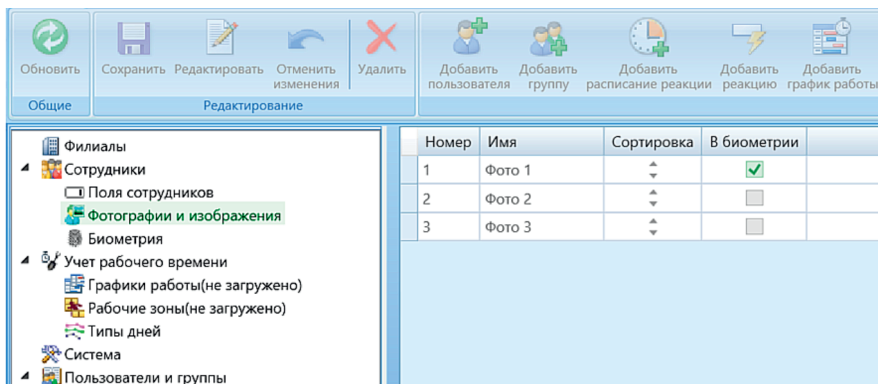 Обновить Сохранить Редактировать Отменить изменения Удалить Добавить пользователя Добавить группу Добавить расписание реакции Добавить реакцию Добавить график работы
Общие Редактирование
Филиалы
Сотрудники
Поля сотрудников
Фотографии и изображения
Биометрия
Учет рабочего времени
Графики работы(не загружено)
Рабочие зоны(не загружено)
Типы дней
Система
Пользователи и группы
Номер Имя Сортировка В биометрии
1 Фото 1
2 Фото 2
3 Фото 3